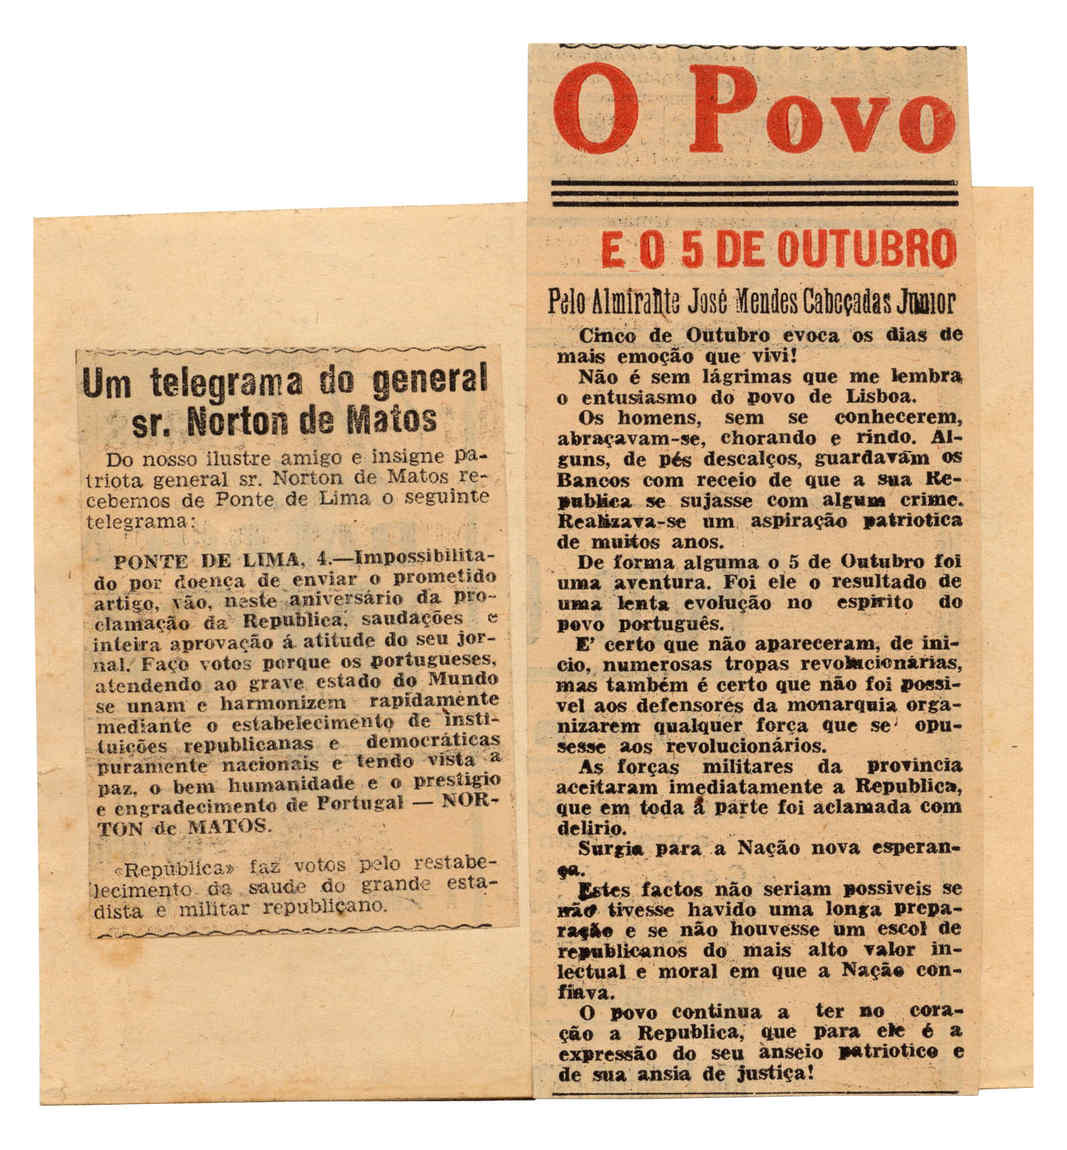 Um telegrama do general
sr. Norton de Matos
Do nosso ilustre amigo e insigne pa-
triota general sr. Norton de Matos re-
cebemos de Ponte de Lima o seguinte
telegrama:
PONTE DE LIMA, 4.—Impossibilita-
do por doença de enviar o prometido
artigo, vão, neste aniversário da pro-
clamação da Republica, saudações e
inteira aprovação á atitude do seu jor-
nal. Faço votos porque os portugueses,
atendendo ao grave estado do Mundo
se unam e harmonizem rapidamente
mediante o estabelecimento de insti-
tuições republicanas e democráticas
puramente nacionais e tendo vista a
paz, o bem humanidade e o prestigio
e engradecimento de Portugal — NOR-
TON de MATOS.
«República» faz votos pelo restabe-
lecimento da saude do grande esta-
dista e militar republicano.
O Povo
E O 5 DE OUTUBRO
Pelo Almirante José Mendes Cabeçadas Junior
Cinco de Outubro evoca os dias de
mais emoção que vivi!
Não é sem lágrimas que me lembra
o entusiasmo do povo de Lisboa.
Os homens, sem se conhecerem,
abraçavam-se, chorando e rindo. Al-
guns, de pés descalços, guardavam os
Bancos com receio de que a sua Re-
publica se sujasse com algum crime.
Realizava-se um aspiração patriotica
de muitos anos.
De forma alguma o 5 de Outubro foi
uma aventura. Foi ele o resultado de
uma lenta evolução no espirito do
povo português.
E' certo que não apareceram, de ini-
cio, numerosas tropas revolucionárias,
mas também é certo que não foi possi-
vel aos defensores da monarquia orga-
nizarem qualquer força que se opu-
sesse aos revolucionários.
As forças militares da provincia
aceitaram imediatamente a Republica,
que em toda á parte foi aclamada com
delirio.
Surgia para a Nação nova esperan-
ça.
Estes factos não seriam possiveis se
não tivesse havido uma longa prepa-
ração e se não houvesse um escol de
republicanos do mais alto valor in-
lectual e moral em que a Nação con-
fiava.
O povo continua a ter no cora-
ção a Republica, que para ele é a
expressão do seu anseio patriotico e
de sua ansia de justiça!